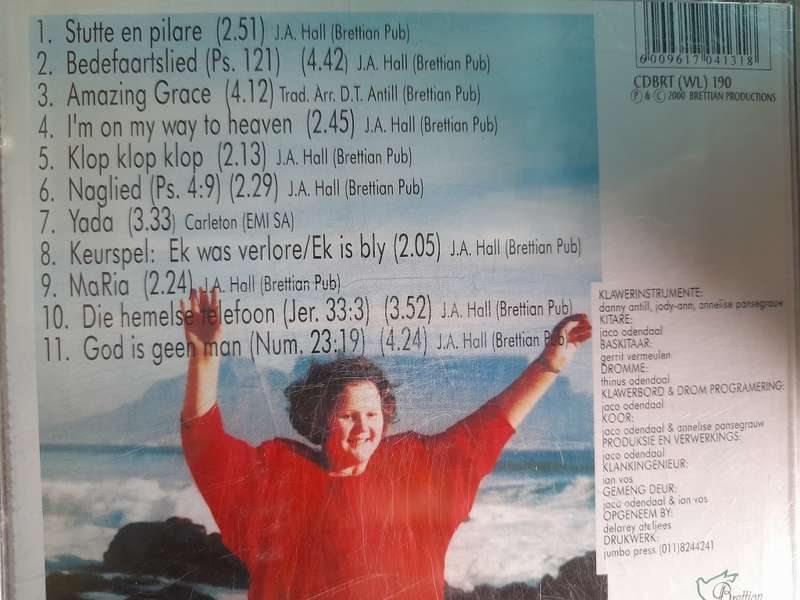 1. Stutte en pilare (2.51) J.A. Hall (Brettian Pub)
2. Bedefaartslied (Ps. 121) (4.42) J.A. Hall (Brettian Pub)
3. Amazing Grace (4.12) Trad. Arr. D.T. Antill (Brettian Pub)
4. I'm on my way to heaven (2.45) J.A. Hall (Brettian Pub)
5. Klop klop klop (2.13) J.A. Hall (Brettian Pub)
6. Naglied (Ps. 4:9) (2.29) J.A. Hall (Brettian Pub)
7. Yada (3.33) Carleton (EMI SA)
8. Keurspel: Ek was verlore/Ek is bly (2.05) J.A. Hall (Brettian Pub)
9. MaRia (2.24) J.A. Hall (Brettian Pub)
10. Die hemelse telefoon (Jer. 33:3) (3.52) J.A. Hall (Brettian Pub)
11. God is geen man (Num. 23:19) (4.24) J.A. Hall (Brettian Pub)
6009617041318
CDBRT (WL) 190
Ⓟ & © 2000 BRETTIAN PRODUCTIONS
KLAWERINSTRUMENTE:
danny antill, jody-ann, annelise pansegrauw
KITARE:
jaco odendaal
BASKITAAR:
gerrit vermeulen
DROMME:
thinus odendaal
KLAWERBORD & DROM PROGRAMERING:
jaco odendaal
KOOR:
jaco odendaal & annelise pansegrauw
PRODUKSIE EN VERWERKINGS:
jaco odendaal
KLANKINGENIEUR:
ian vos
GEMENG DEUR:
jaco odendaal & ian vos
OPGENEEM BY:
delarey ateljees
DRUKWERK:
jumbo press (011)8244241
Brettian